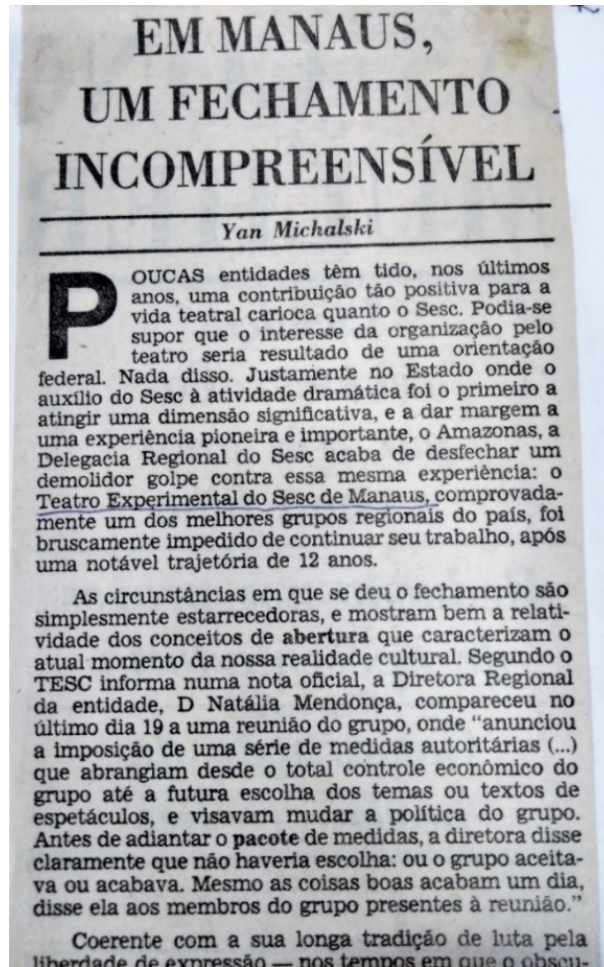 EM MANAUS,
UM FECHAMENTO
INCOMPREENSÍVEL
Yan Michalski
POUCAS entidades têm tido, nos últimos
anos, uma contribuição tão positiva para a
vida teatral carioca quanto o Sesc. Podia-se
supor que o interesse da organização pelo
teatro seria resultado de uma orientação
federal. Nada disso. Justamente no Estado onde o
auxílio do Sesc à atividade dramática foi o primeiro a
atingir uma dimensão significativa, e a dar margem a
uma experiência pioneira e importante, o Amazonas, a
Delegacia Regional do Sesc acaba de desfechar um
demolidor golpe contra essa mesma experiência: o
Teatro Experimental do Sesc de Manaus, comprovada-
mente um dos melhores grupos regionais do país, foi
bruscamente impedido de continuar seu trabalho, após
uma notável trajetória de 12 anos.
As circunstâncias em que se deu o fechamento são
simplesmente estarrecedoras, e mostram bem a relati-
vidade dos conceitos de abertura que caracterizam o
atual momento da nossa realidade cultural. Segundo o
TESC informa numa nota oficial, a Diretora Regional
da entidade, D Natália Mendonça, compareceu no
último dia 19 a uma reunião do grupo, onde “anunciou
a imposição de uma série de medidas autoritárias (...)
que abrangiam desde o total controle econômico do
grupo até a futura escolha dos temas ou textos de
espetáculos, e visavam mudar a política do grupo.
Antes de adiantar o pacote de medidas, a diretora disse
claramente que não haveria escolha: ou o grupo aceita-
va ou acabava. Mesmo as coisas boas acabam um dia,
disse ela aos membros do grupo presentes à reunião.”
Coerente com a sua longa tradição de luta pela
liberdade de expressão — nos tempos em que o obscu-